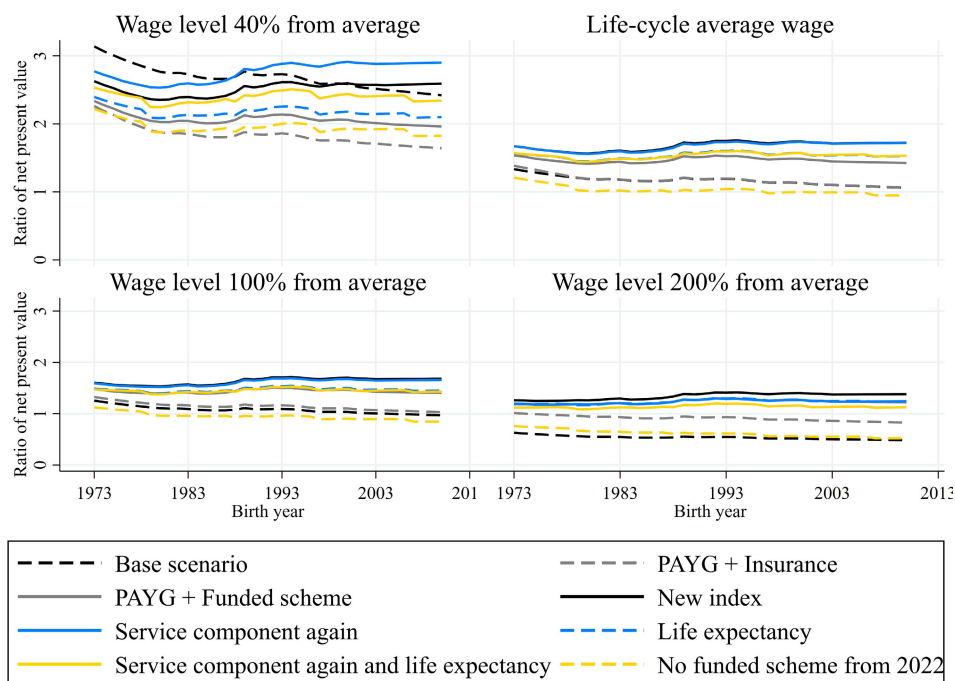 Wage level 40% from average
Life-cycle average wage
Ratio of net present value
3
2
1
0
Wage level 100% from average
Wage level 200% from average
Ratio of net present value
3
2
1
0
1973 1983 1993 2003 201
1973 1983 1993 2003 2013
Birth year
Birth year
Base scenario
PAYG + Insurance
PAYG + Funded scheme
New index
Service component again
Life expectancy
Service component again and life expectancy
No funded scheme from 2022